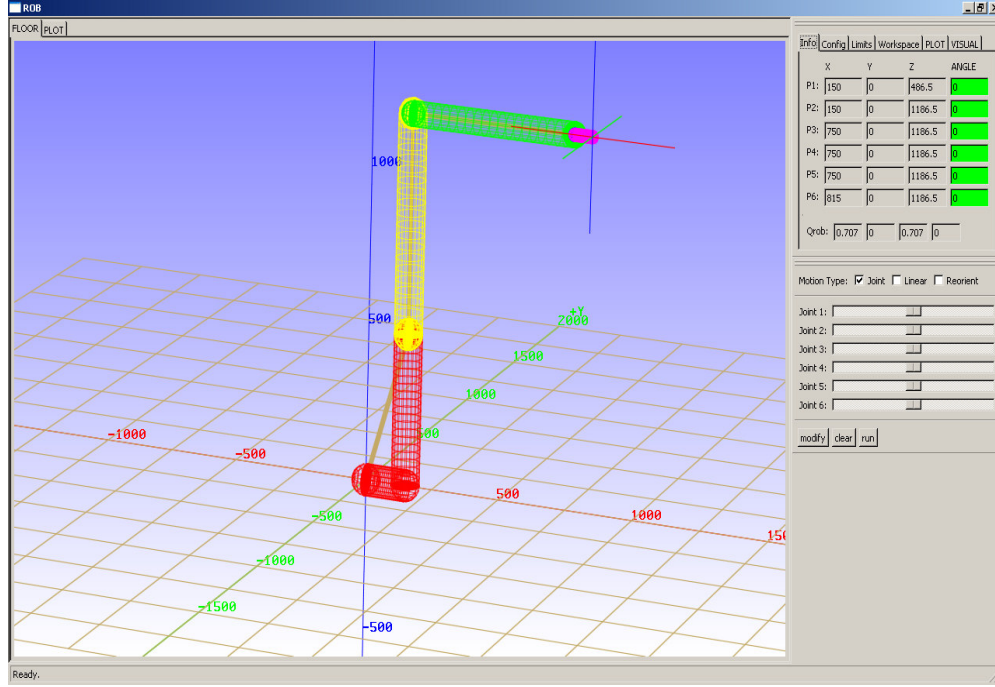 ROB
FLOOR PLOT
Info Config Limits Workspace PLOT VISUAL
X Y Z ANGLE
P1: 150 0 486.5 0
P2: 150 0 1186.5 0
P3: 750 0 1186.5 0
P4: 750 0 1186.5 0
P5: 750 0 1186.5 0
P6: 815 0 1186.5 0
Qrob: 0.707 0 0.707 0
Motion Type: Joint Linear Reorient
Joint 1:
Joint 2:
Joint 3:
Joint 4:
Joint 5:
Joint 6:
modify clear run
1000
500
+Y
2000
1500
1000
500
-1000
-500
500
1000
150
-500
-1000
-1500
-500
Ready.